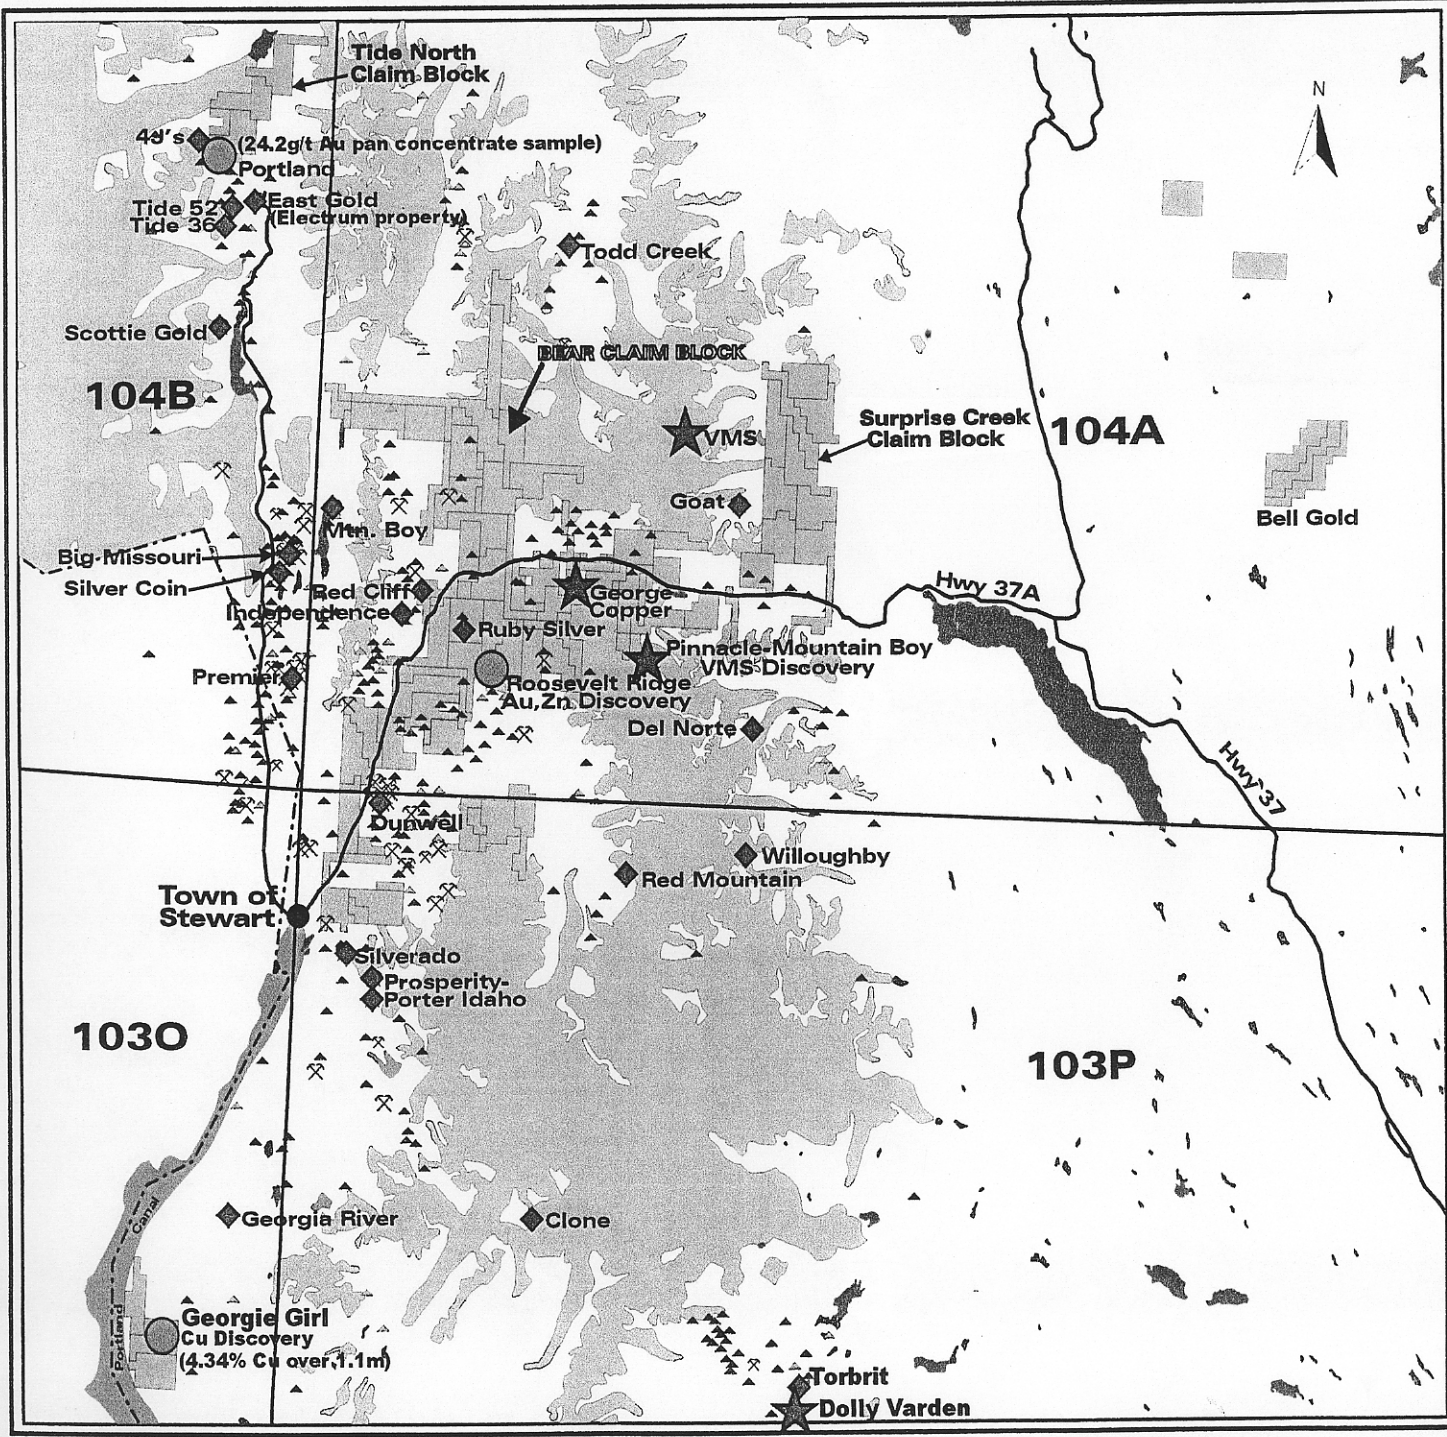 Tide North
Claim Block
N
4J's
(24.2g/t Au pan concentrate sample)
Portland
East Gold
(Electrum property)
Tide 52
Tide 36
Todd Creek
Scottie Gold
BEAR CLAIM BLOCK
104B
VMS
Surprise Creek
Claim Block
104A
Goat
Bell Gold
Mtn. Boy
Big Missouri
Silver Coin
Red Cliff
Independence
George
Copper
Hwy 37A
Ruby Silver
Pinnacle-Mountain Boy
VMS Discovery
Premier
Roosevelt Ridge
Au,Zn Discovery
Del Norte
Hwy 37
Dunwell
Willoughby
Red Mountain
Town of
Stewart
Silverado
Prosperity-
Porter Idaho
103O
103P
Georgia River
Clone
Canal
Portland
Georgie Girl
Cu Discovery
(4.34% Cu over 1.1m)
Torbrit
Dolly Varden